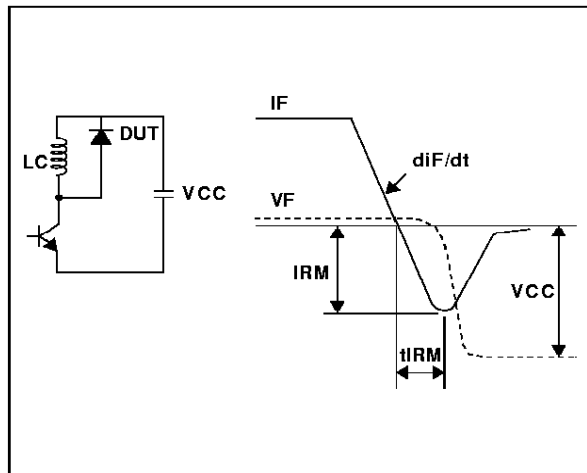 DUT
LC
VCC
IF
diF/dt
VF
IRM
VCC
tIRM